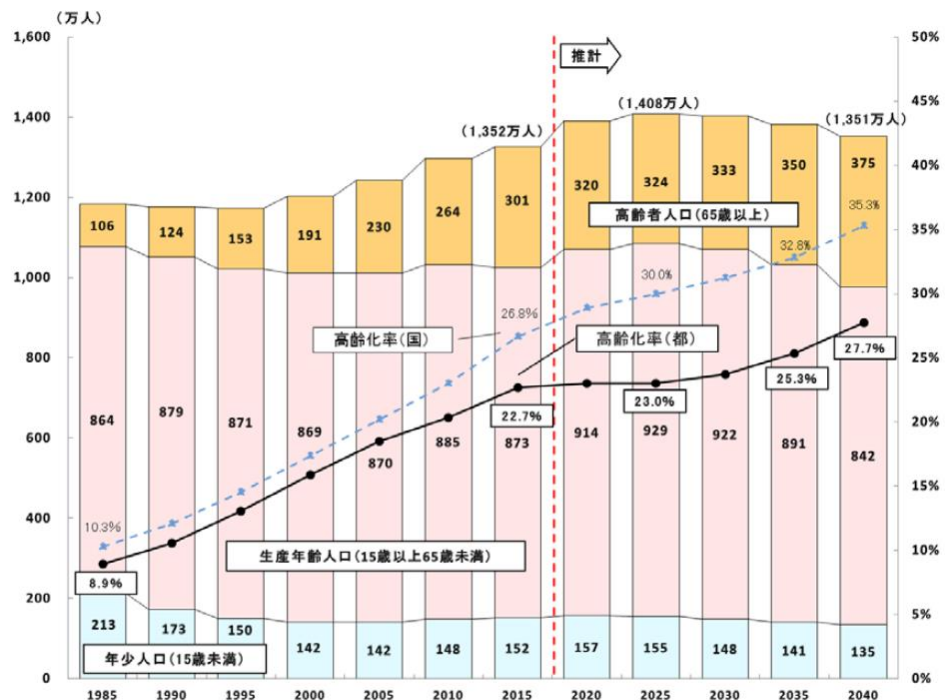 （万人）
1,600 50%
推計
1,400 (1,352万人) (1,408万人) (1,351万人) 45%
106 124 153 191 230 264 301 320 324 333 350 375 40%
1,200 高齢者人口（65歳以上） 35.3% 35%
1,000 26.8% 30.0% 32.8% 30%
高齢化率（国） 高齢化率（都）
800 22.7% 23.0% 25.3% 27.7% 25%
864 879 871 869 870 885 873 914 929 922 891 842
600 20%
400 10.3% 15%
生産年齢人口（15歳以上65歳未満）
8.9% 10%
200 5%
213 173 150 142 142 148 152 157 155 148 141 135
年少人口（15歳未満）
0 0%
1985 1990 1995 2000 2005 2010 2015 2020 2025 2030 2035 2040